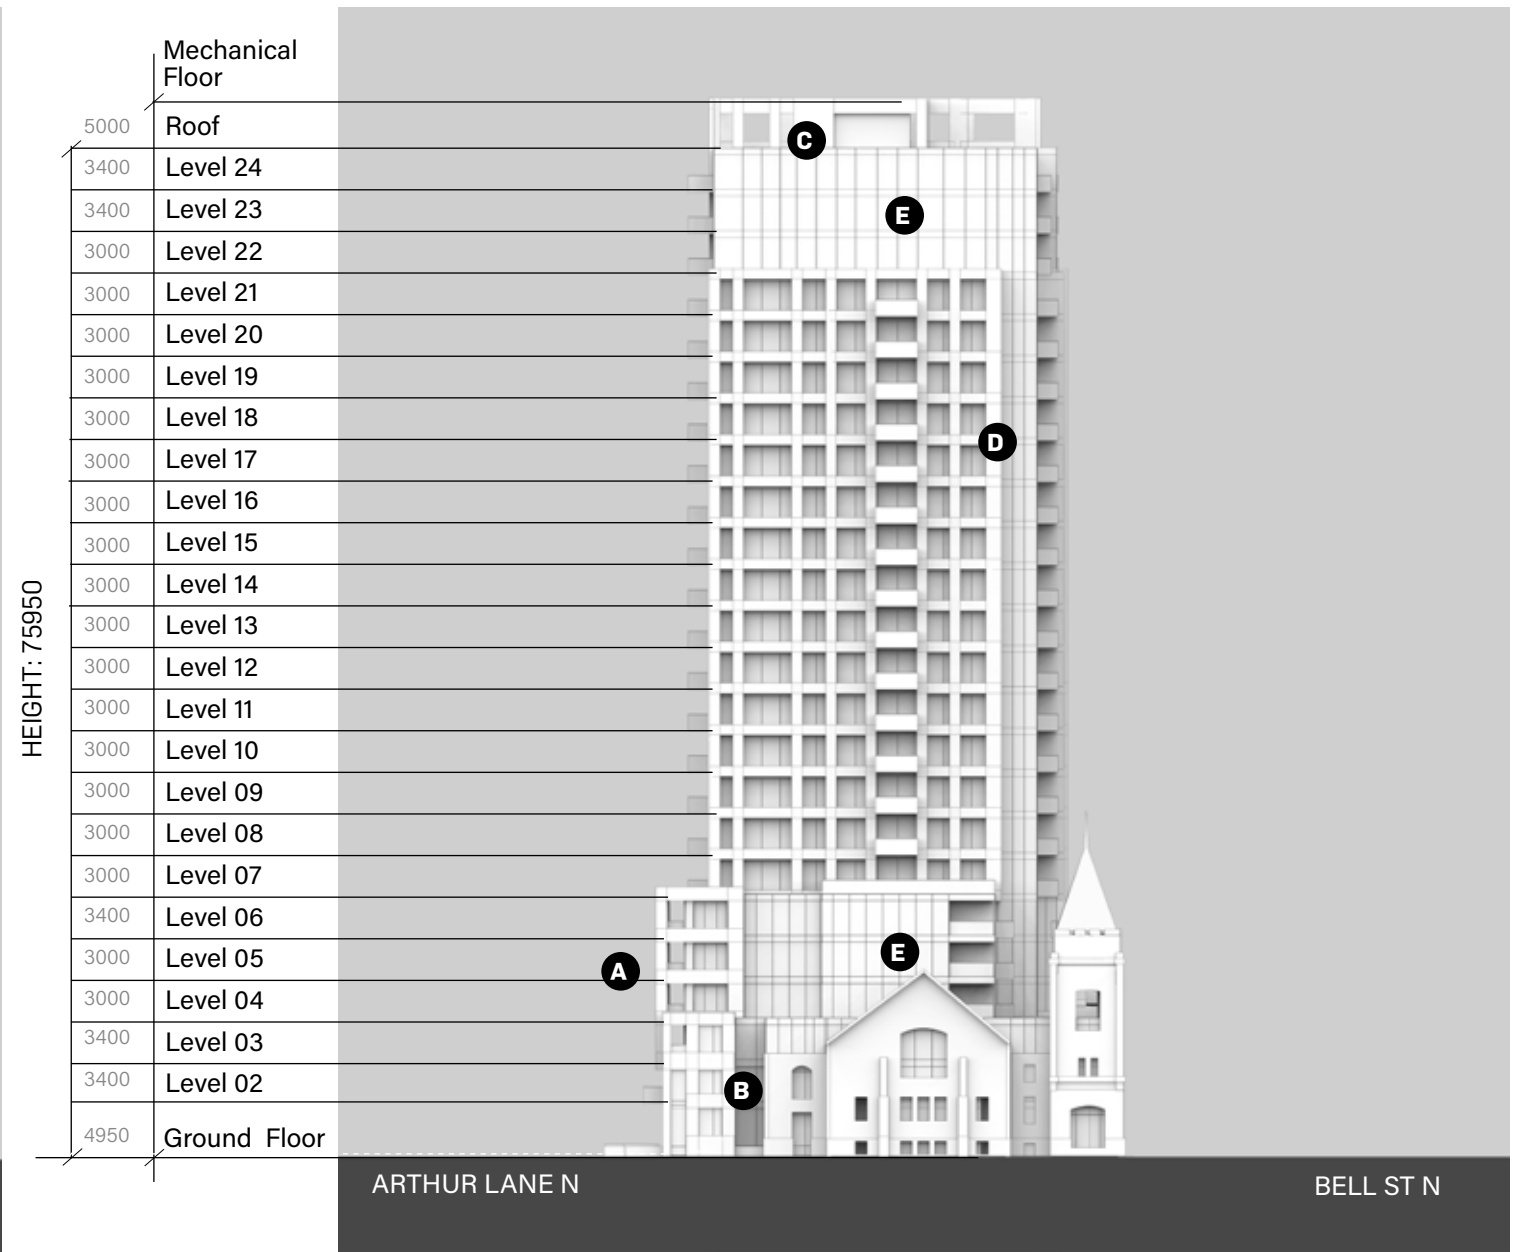 Mechanical
Floor
5000 Roof
3400 Level 24
3400 Level 23
3000 Level 22
3000 Level 21
3000 Level 20
3000 Level 19
3000 Level 18
3000 Level 17
3000 Level 16
3000 Level 15
3000 Level 14
3000 Level 13
3000 Level 12
3000 Level 11
3000 Level 10
3000 Level 09
3000 Level 08
3000 Level 07
3400 Level 06
3000 Level 05
3000 Level 04
3400 Level 03
3400 Level 02
4950 Ground Floor
HEIGHT: 75950
C
E
D
E
A
B
ARTHUR LANE N
BELL ST N